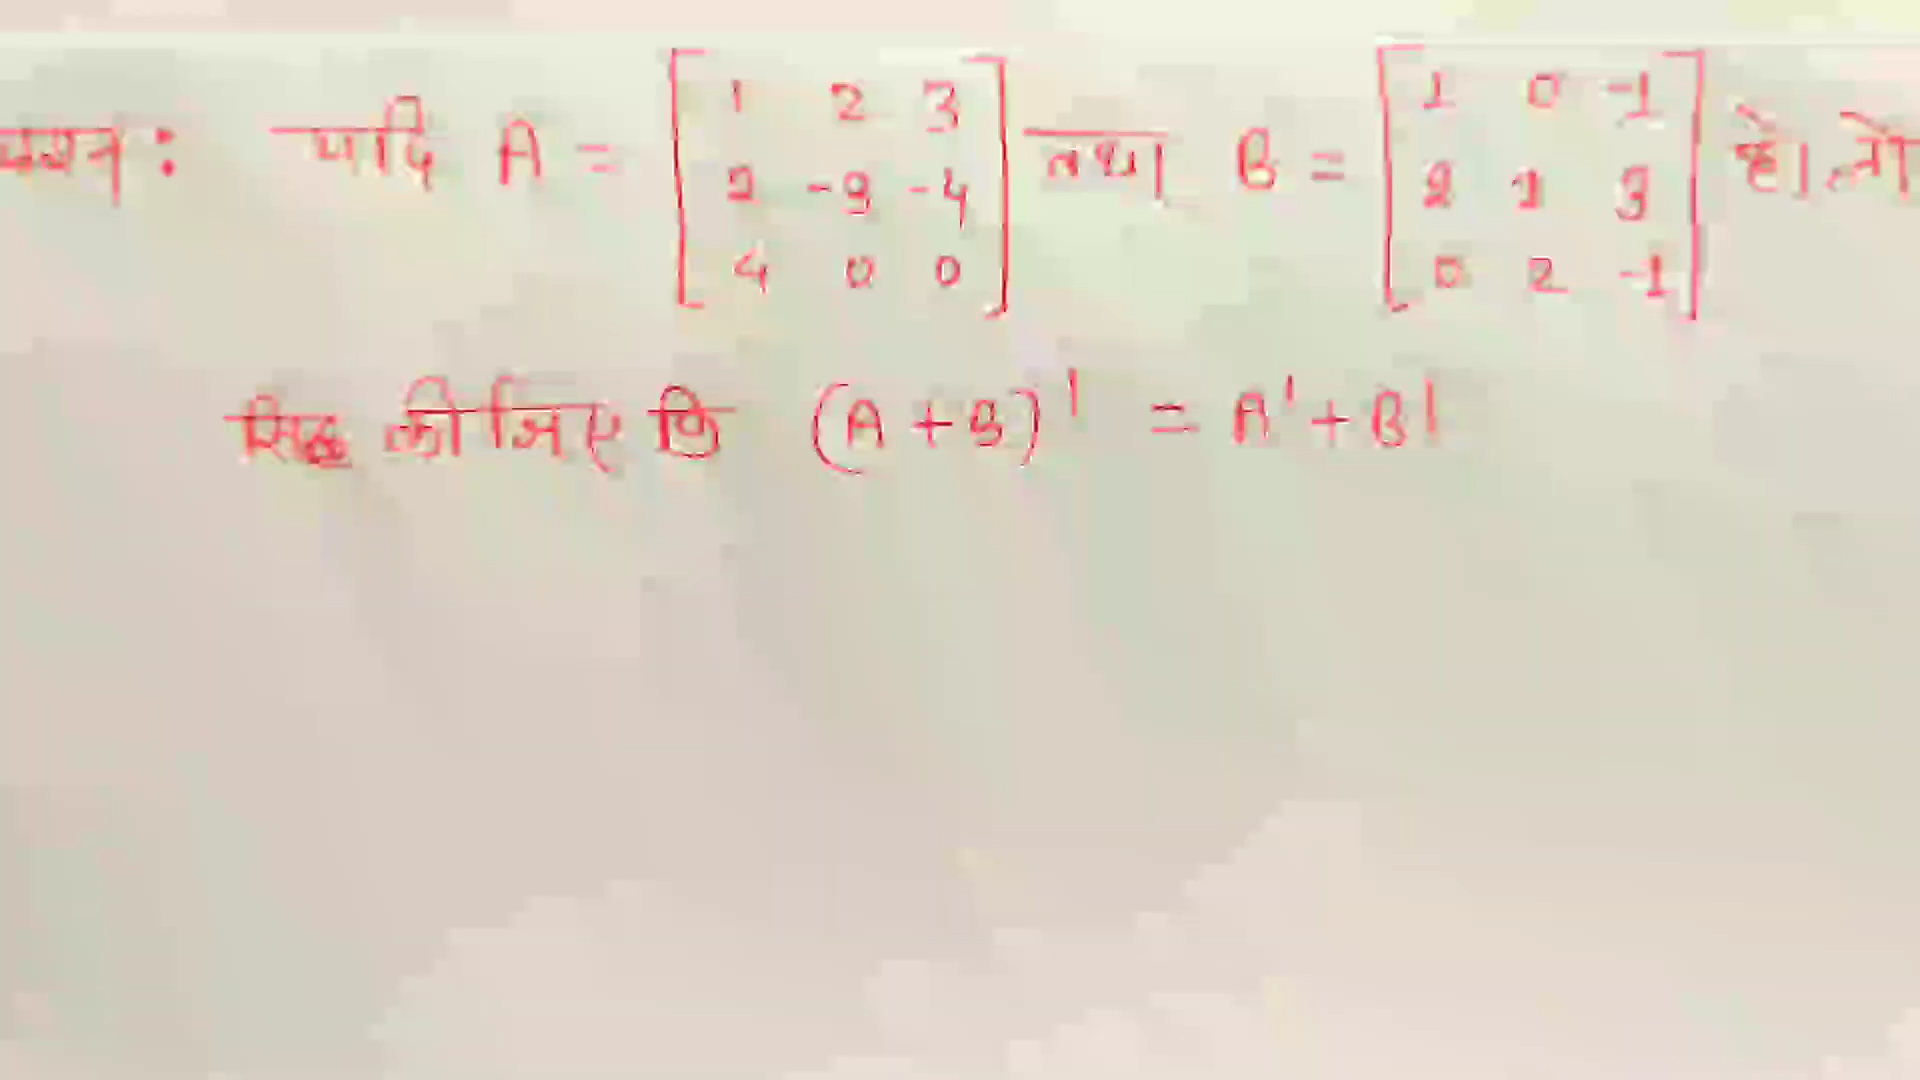 प्रश्न: यदि A = [1 2 3; 2 -3 -4; 4 0 0] तथा B = [1 0 -1; 2 1 3; 0 2 -1] है। तो
सिद्ध कीजिए कि (A + B)' = A' + B'